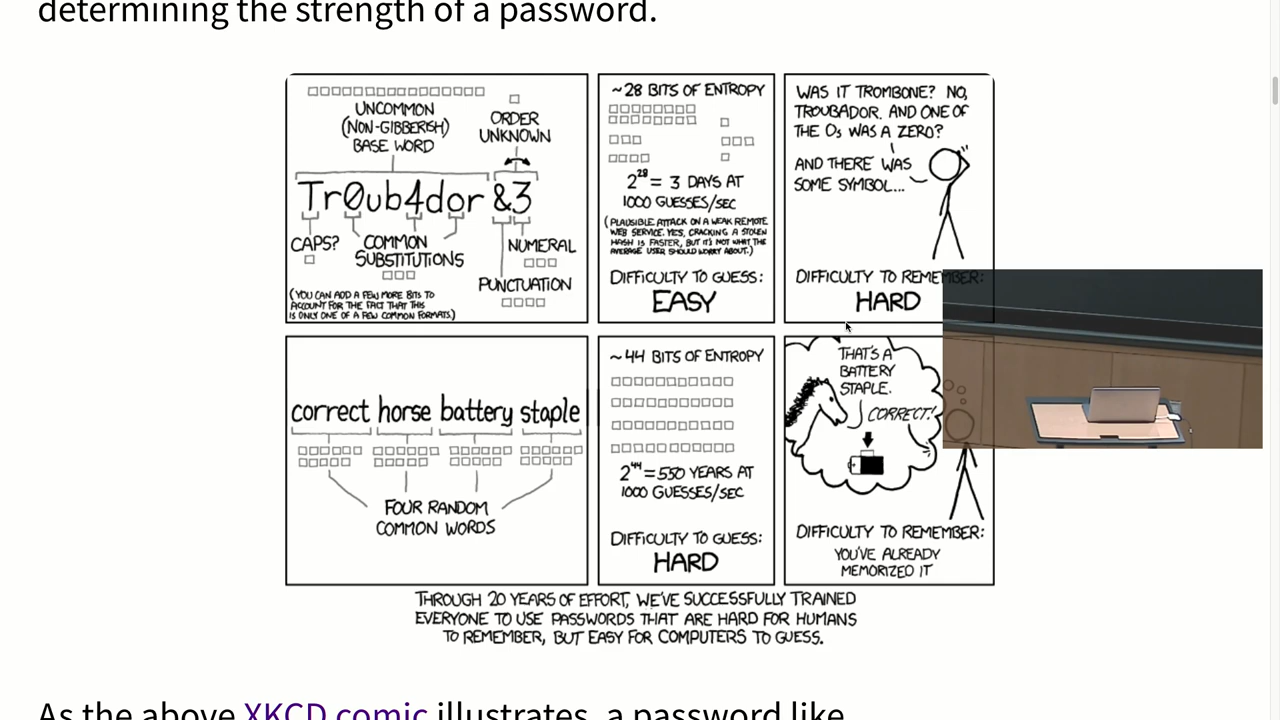 determining the strength of a password.
UNCOMMON
(NON-GIBBERISH)
BASE WORD
ORDER
UNKNOWN
Tr0ub4dor &3
CAPS?
COMMON
SUBSTITUTIONS
NUMERAL
PUNCTUATION
(YOU CAN ADD A FEW MORE BITS TO
ACCOUNT FOR THE FACT THAT THIS
IS ONLY ONE OF A FEW COMMON FORMATS.)
~28 BITS OF ENTROPY
2^28 = 3 DAYS AT
1000 GUESSES/SEC
(PLAUSIBLE ATTACK ON A WEAK REMOTE
WEB SERVICE. YES, CRACKING A STOLEN
HASH IS FASTER, BUT IT'S NOT WHAT THE
AVERAGE USER SHOULD WORRY ABOUT.)
DIFFICULTY TO GUESS:
EASY
WAS IT TROMBONE? NO,
TROUBADOR. AND ONE OF
THE Os WAS A ZERO?
AND THERE WAS
SOME SYMBOL...
DIFFICULTY TO REMEMBER:
HARD
correct horse battery staple
FOUR RANDOM
COMMON WORDS
~44 BITS OF ENTROPY
2^44 = 550 YEARS AT
1000 GUESSES/SEC
DIFFICULTY TO GUESS:
HARD
THAT'S A
BATTERY
STAPLE.
CORRECT!
DIFFICULTY TO REMEMBER:
YOU'VE ALREADY
MEMORIZED IT
THROUGH 20 YEARS OF EFFORT, WE'VE SUCCESSFULLY TRAINED
EVERYONE TO USE PASSWORDS THAT ARE HARD FOR HUMANS
TO REMEMBER, BUT EASY FOR COMPUTERS TO GUESS.
As the above XKCD comic illustrates, a password like